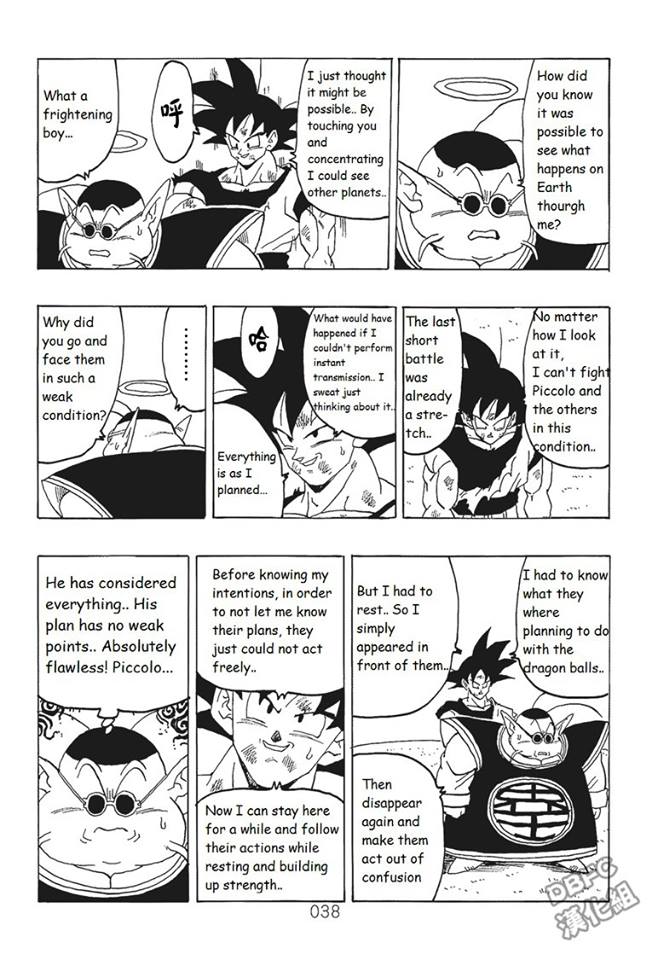 How did
you know
it was
possible to
see what
happens on
Earth
thourgh
me?
I just thought
it might be
possible.. By
touching you
and
concentrating
I could see
other planets..
呼
What a
frightening
boy...
No matter
how I look
at it,
I can't fight
Piccolo and
the others
in this
condition..
The last
short
battle
was
already
a stre-
tch..
What would have
happened if I
couldn't perform
instant
transmission.. I
sweat just
thinking about it..
哈
Everything
is as I
planned...
.........
Why did
you go and
face them
in such a
weak
condition?
I had to know
what they
where
planning to do
with the
dragon balls..
But I had to
rest.. So I
simply
appeared in
front of them..
Then
disappear
again and
make them
act out of
confusion
界王
Before knowing my
intentions, in order
to not let me know
their plans, they
just could not act
freely..
Now I can stay here
for a while and follow
their actions while
resting and building
up strength..
He has considered
everything.. His
plan has no weak
points.. Absolutely
flawless! Piccolo...
038
DBFC
漢化組